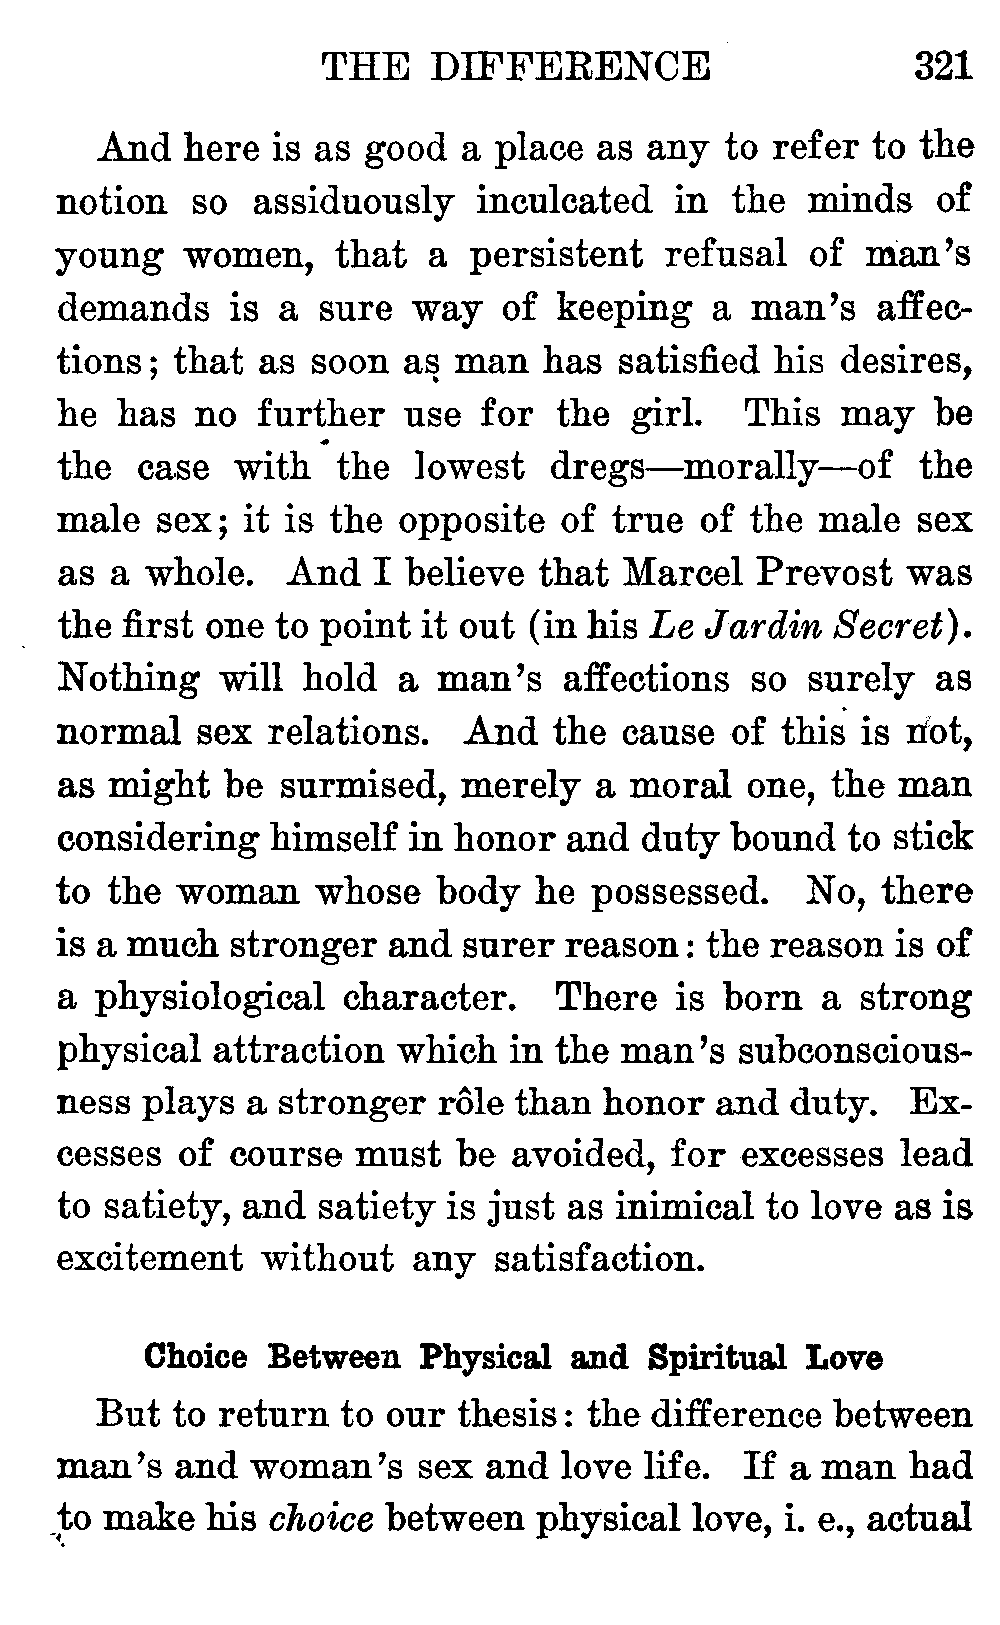 THE DIFFERENCE 321
And here is as good a place as any to refer to the
notion so assiduously inculcated in the minds of
young women, that a persistent refusal of man's
demands is a sure way of keeping a man's affec-
tions; that as soon as man has satisfied his desires,
he has no further use for the girl. This may be
the case with the lowest dregs—morally—of the
male sex; it is the opposite of true of the male sex
as a whole. And I believe that Marcel Prevost was
the first one to point it out (in his Le Jardin Secret).
Nothing will hold a man's affections so surely as
normal sex relations. And the cause of this is not,
as might be surmised, merely a moral one, the man
considering himself in honor and duty bound to stick
to the woman whose body he possessed. No, there
is a much stronger and surer reason: the reason is of
a physiological character. There is born a strong
physical attraction which in the man's subconscious-
ness plays a stronger rôle than honor and duty. Ex-
cesses of course must be avoided, for excesses lead
to satiety, and satiety is just as inimical to love as is
excitement without any satisfaction.
Choice Between Physical and Spiritual Love
But to return to our thesis: the difference between
man's and woman's sex and love life. If a man had
to make his choice between physical love, i. e., actual